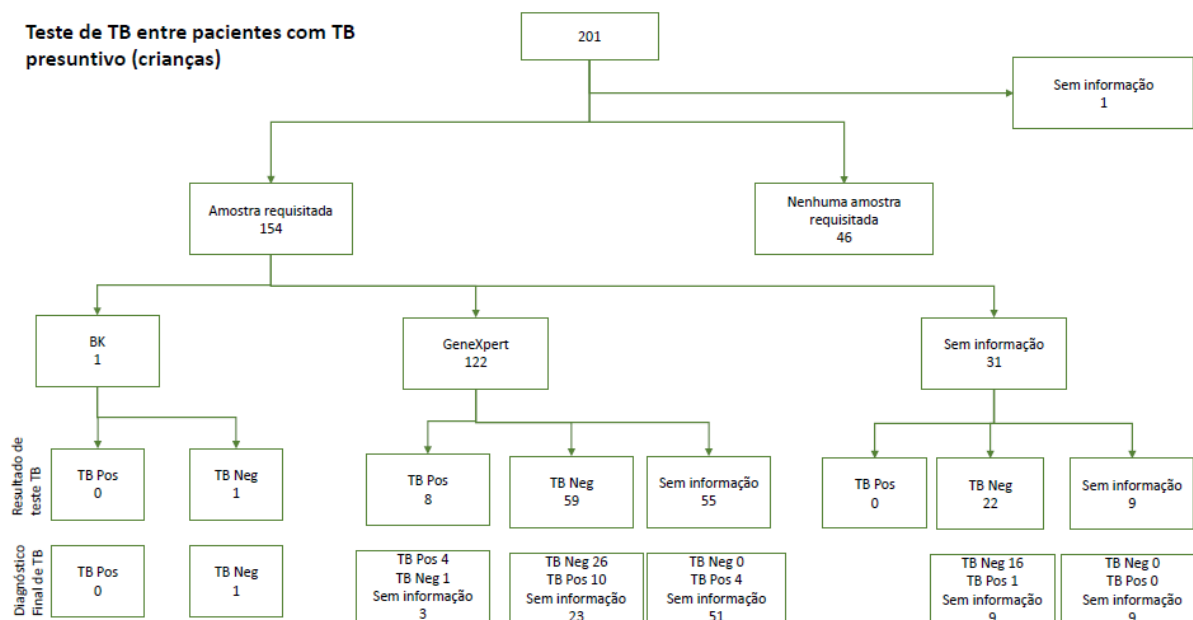 Teste de TB entre pacientes com TB
presuntivo (crianças)
201
Sem informação
1
Amostra requisitada
154
Nenhuma amostra
requisitada
46
BK
1
GeneXpert
122
Sem informação
31
Resultado de
teste TB
TB Pos
0
TB Neg
1
TB Pos
8
TB Neg
59
Sem informação
55
TB Pos
0
TB Neg
22
Sem informação
9
Diagnóstico
Final de TB
TB Pos
0
TB Neg
1
TB Pos 4
TB Neg 1
Sem informação
3
TB Neg 26
TB Pos 10
Sem informação
23
TB Neg 0
TB Pos 4
Sem informação
51
TB Neg 16
TB Pos 1
Sem informação
9
TB Neg 0
TB Pos 0
Sem informação
9